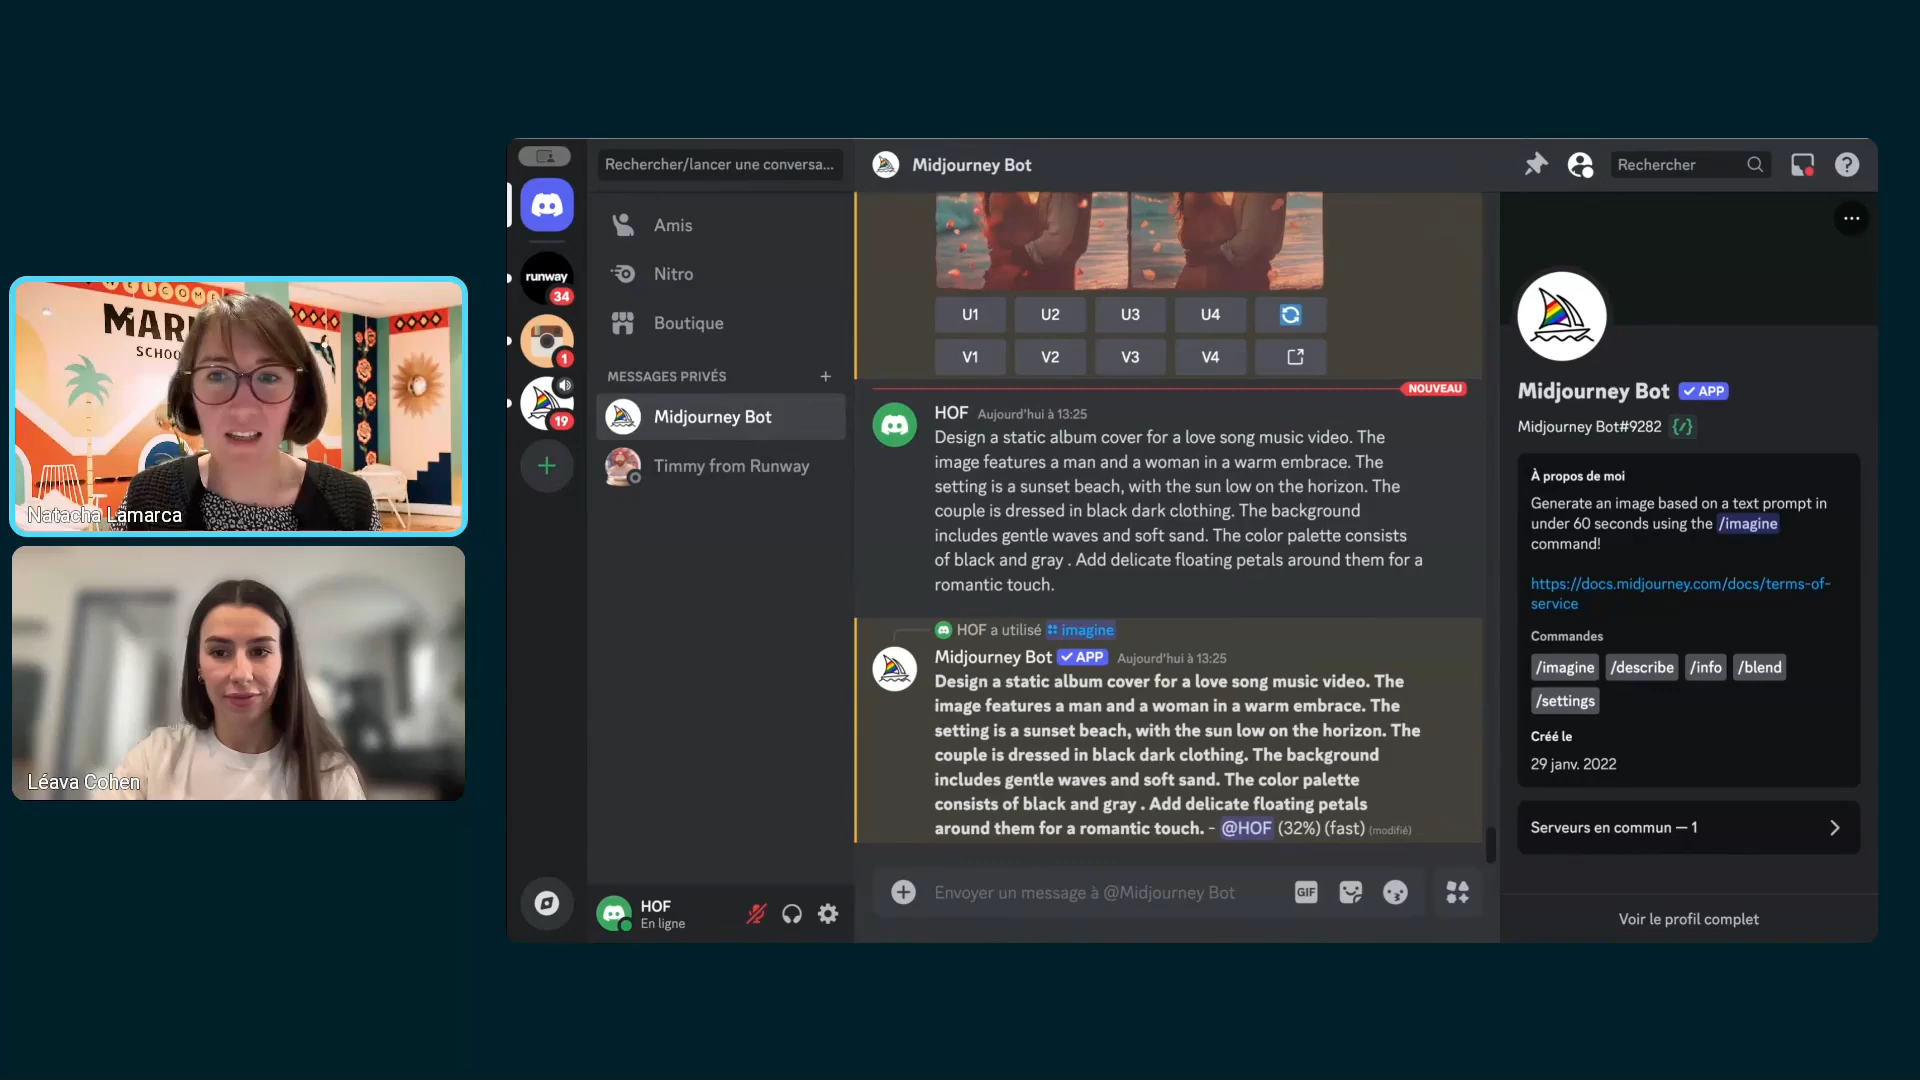 WELCOME
MAR
SCHOO
Natacha Lamarca
Léava Cohen
runway
34
1
19
Rechercher/lancer une conversa...
Amis
Nitro
Boutique
MESSAGES PRIVÉS
Midjourney Bot
Timmy from Runway
HOF
En ligne
Midjourney Bot
Rechercher
U1 U2 U3 U4
V1 V2 V3 V4
NOUVEAU
HOF Aujourd'hui à 13:25
Design a static album cover for a love song music video. The
image features a man and a woman in a warm embrace. The
setting is a sunset beach, with the sun low on the horizon. The
couple is dressed in black dark clothing. The background
includes gentle waves and soft sand. The color palette consists
of black and gray . Add delicate floating petals around them for a
romantic touch.
HOF a utilisé imagine
Midjourney Bot APP Aujourd'hui à 13:25
Design a static album cover for a love song music video. The
image features a man and a woman in a warm embrace. The
setting is a sunset beach, with the sun low on the horizon. The
couple is dressed in black dark clothing. The background
includes gentle waves and soft sand. The color palette
consists of black and gray . Add delicate floating petals
around them for a romantic touch. - @HOF (32%) (fast) (modifié)
Envoyer un message à @Midjourney Bot
GIF
Midjourney Bot APP
Midjourney Bot#9282
À propos de moi
Generate an image based on a text prompt in
under 60 seconds using the /imagine
command!
https://docs.midjourney.com/docs/terms-of-
service
Commandes
/imagine /describe /info /blend
/settings
Créé le
29 janv. 2022
Serveurs en commun — 1
Voir le profil complet